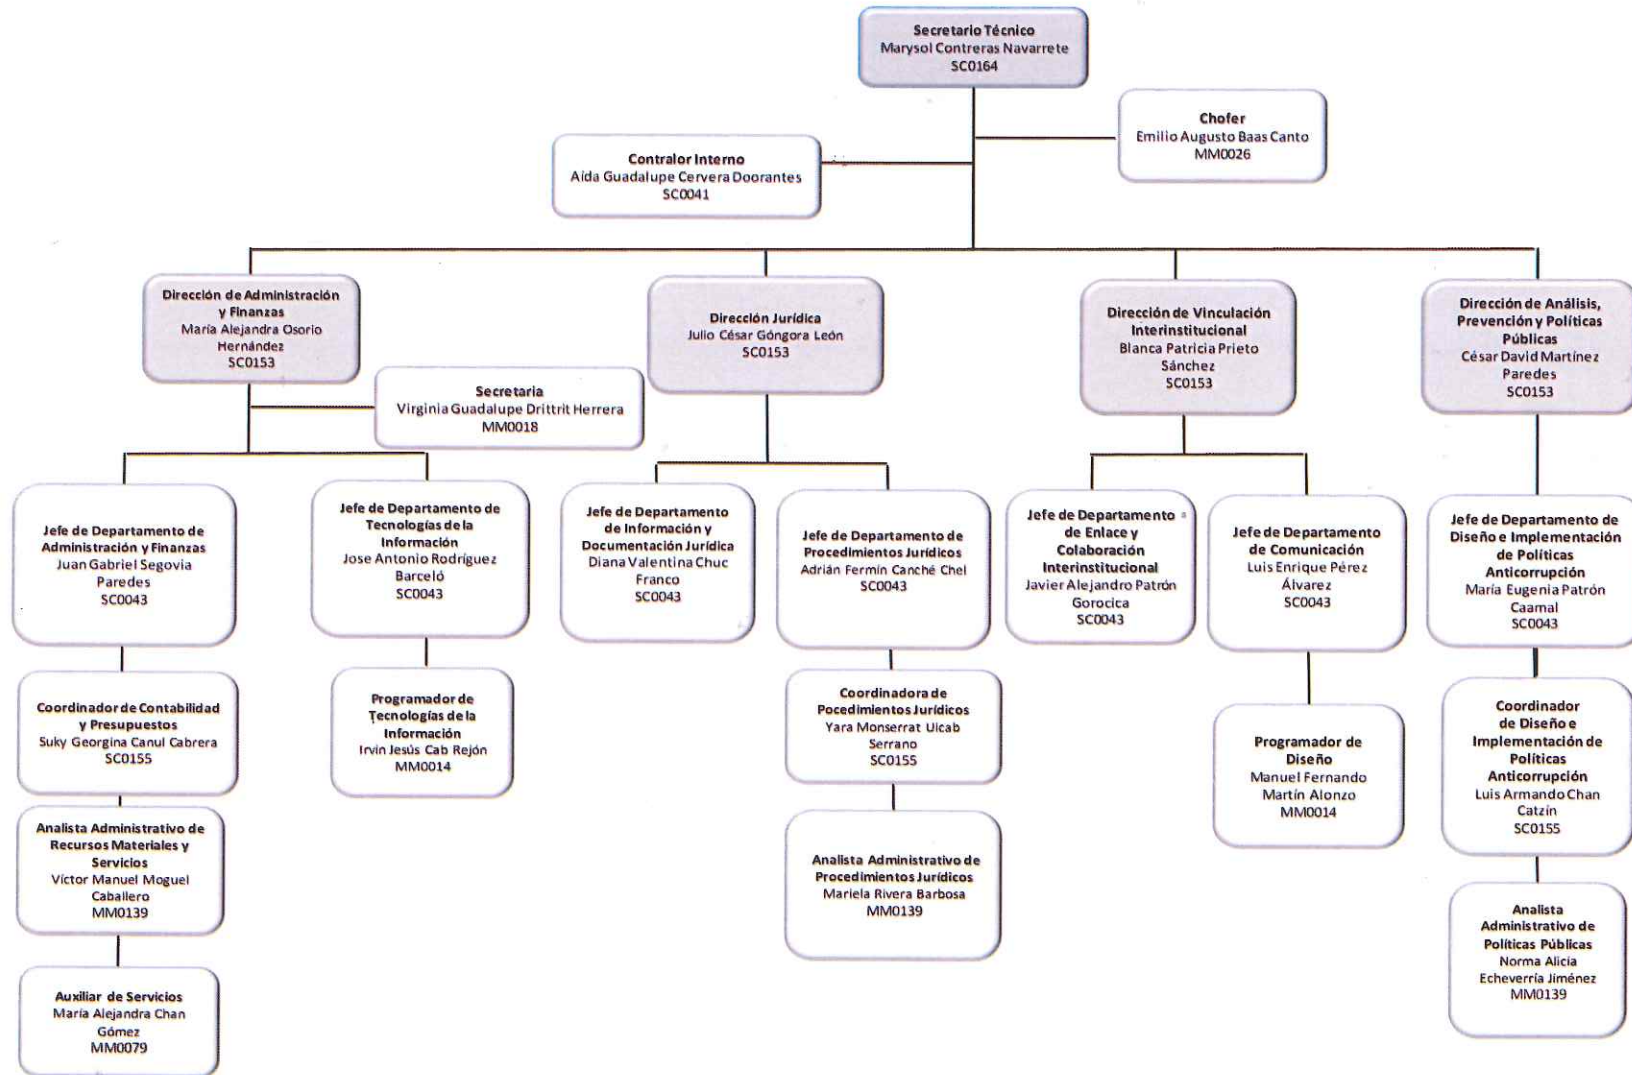 Secretario Técnico
Marysol Contreras Navarrete
SC0164
Chofer
Emilio Augusto Baas Canto
MM0026
Contralor Interno
Aída Guadalupe Cervera Doorantes
SC0041
Dirección de Administración
y Finanzas
María Alejandra Osorio
Hernández
SC0153
Dirección Jurídica
Julio César Góngora León
SC0153
Dirección de Vinculación
Interinstitucional
Blanca Patricia Prieto
Sánchez
SC0153
Dirección de Análisis,
Prevención y Políticas
Públicas
César David Martínez
Paredes
SC0153
Secretaria
Virginia Guadalupe Drittrit Herrera
MM0018
Jefe de Departamento de
Administración y Finanzas
Juan Gabriel Segovia
Paredes
SC0043
Jefe de Departamento de
Tecnologías de la
Información
Jose Antonio Rodríguez
Barceló
SC0043
Jefe de Departamento
de Información y
Documentación Jurídica
Diana Valentina Chuc
Franco
SC0043
Jefe de Departamento de
Procedimientos Jurídicos
Adrián Fermín Canché Chel
SC0043
Jefe de Departamento
de Enlace y
Colaboración
Interinstitucional
Javier Alejandro Patrón
Gorocica
SC0043
Jefe de Departamento
de Comunicación
Luis Enrique Pérez
Álvarez
SC0043
Jefe de Departamento de
Diseño e Implementación
de Políticas
Anticorrupción
María Eugenia Patrón
Caamal
SC0043
Coordinador de Contabilidad
y Presupuestos
Suky Georgina Canul Cabrera
SC0155
Programador de
Tecnologías de la
Información
Irvin Jesús Cab Rejón
MM0014
Coordinadora de
Pocedimientos Jurídicos
Yara Monserrat Uicab
Serrano
SC0155
Programador de
Diseño
Manuel Fernando
Martín Alonzo
MM0014
Coordinador
de Diseño e
Implementación de
Políticas
Anticorrupción
Luis Armando Chan
Catzín
SC0155
Analista Administrativo de
Recursos Materiales y
Servicios
Víctor Manuel Moguel
Caballero
MM0139
Analista Administrativo de
Procedimientos Jurídicos
Mariela Rivera Barbosa
MM0139
Analista
Administrativo de
Políticas Públicas
Norma Alicia
Echeverría Jiménez
MM0139
Auxiliar de Servicios
María Alejandra Chan
Gómez
MM0079